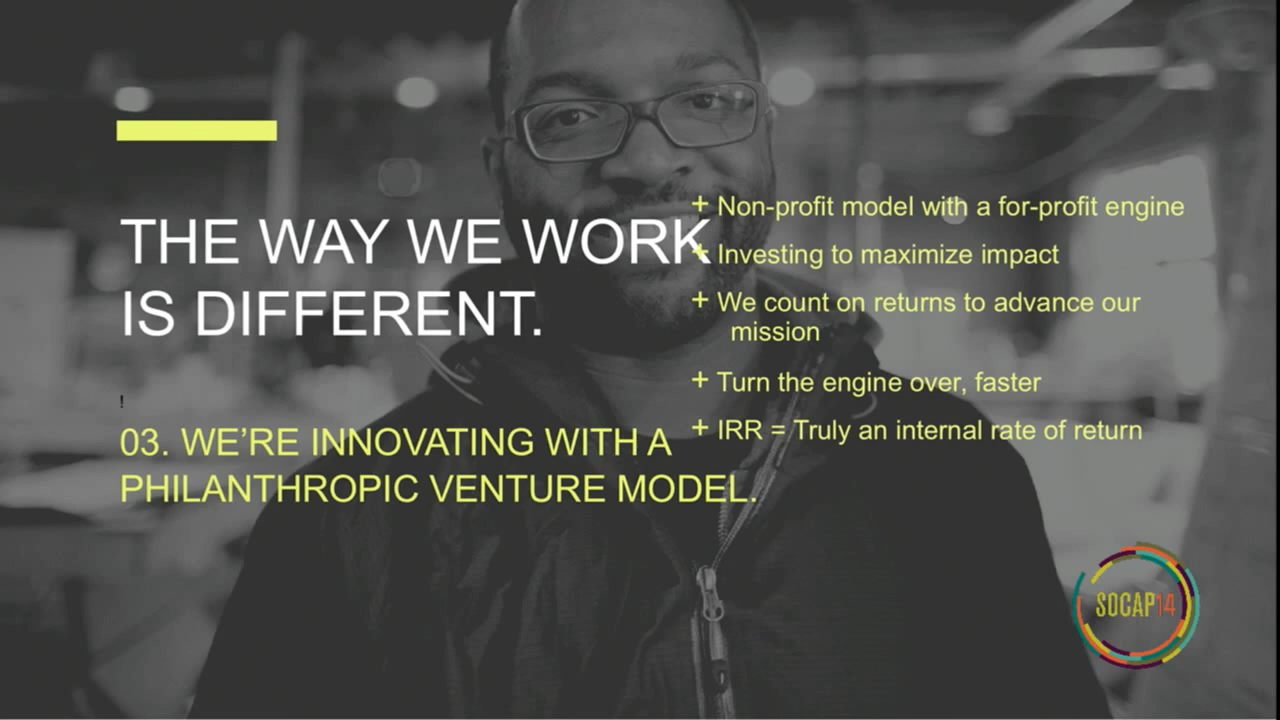 THE WAY WE WORK
IS DIFFERENT.
!
03. WE'RE INNOVATING WITH A
PHILANTHROPIC VENTURE MODEL.
+ Non-profit model with a for-profit engine
+ Investing to maximize impact
+ We count on returns to advance our
mission
+ Turn the engine over, faster
+ IRR = Truly an internal rate of return
SOCAP14